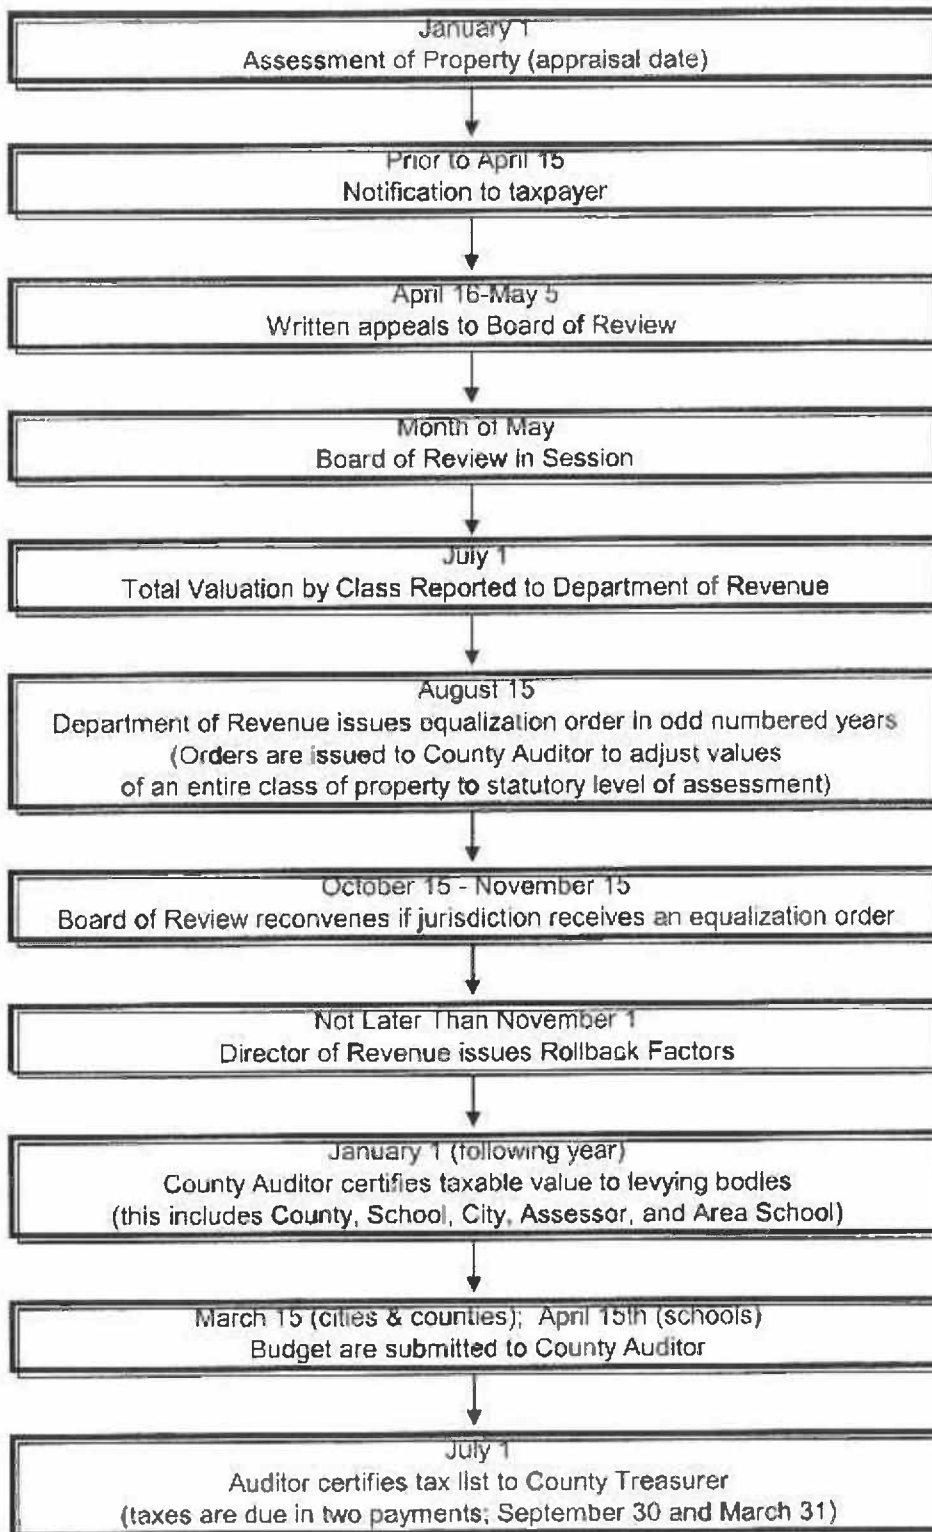 January 1
Assessment of Property (appraisal date)
Prior to April 15
Notification to taxpayer
April 16-May 5
Written appeals to Board of Review
Month of May
Board of Review in Session
July 1
Total Valuation by Class Reported to Department of Revenue
August 15
Department of Revenue issues equalization order in odd numbered years
(Orders are issued to County Auditor to adjust values
of an entire class of property to statutory level of assessment)
October 15 - November 15
Board of Review reconvenes if jurisdiction receives an equalization order
Not Later Than November 1
Director of Revenue issues Rollback Factors
January 1 (following year)
County Auditor certifies taxable value to levying bodies
(this includes County, School, City, Assessor, and Area School)
March 15 (cities & counties); April 15th (schools)
Budget are submitted to County Auditor
July 1
Auditor certifies tax list to County Treasurer
(taxes are due in two payments; September 30 and March 31)